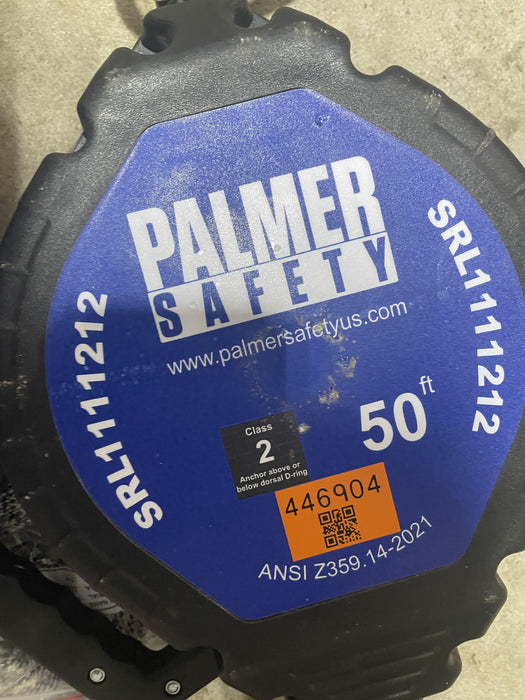 PALMER
SAFETY
www.palmersafetyus.com
SRL1111212
SRL1111212
50 ft
Class
2
Anchor above or
below dorsal D-ring
446904
ANSI Z359.14-2021